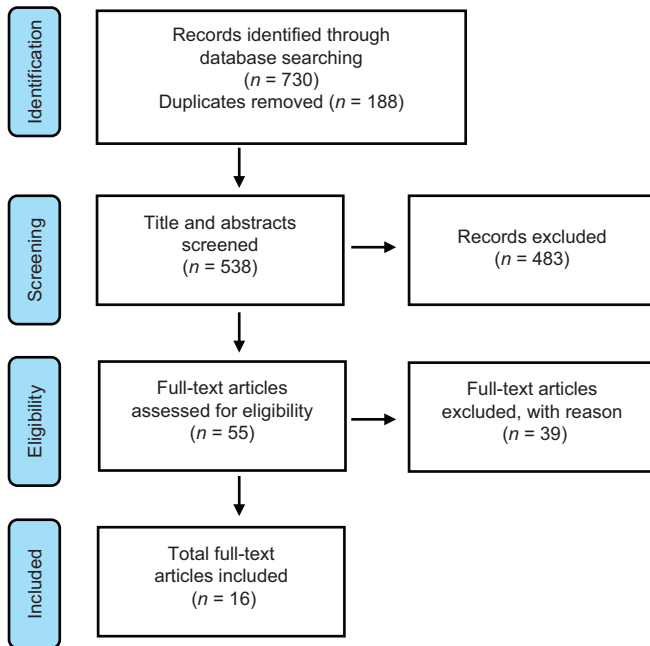 Identification
Records identified through
database searching
(n = 730)
Duplicates removed (n = 188)
Screening
Title and abstracts
screened
(n = 538)
Records excluded
(n = 483)
Eligibility
Full-text articles
assessed for eligibility
(n = 55)
Full-text articles
excluded, with reason
(n = 39)
Included
Total full-text
articles included
(n = 16)